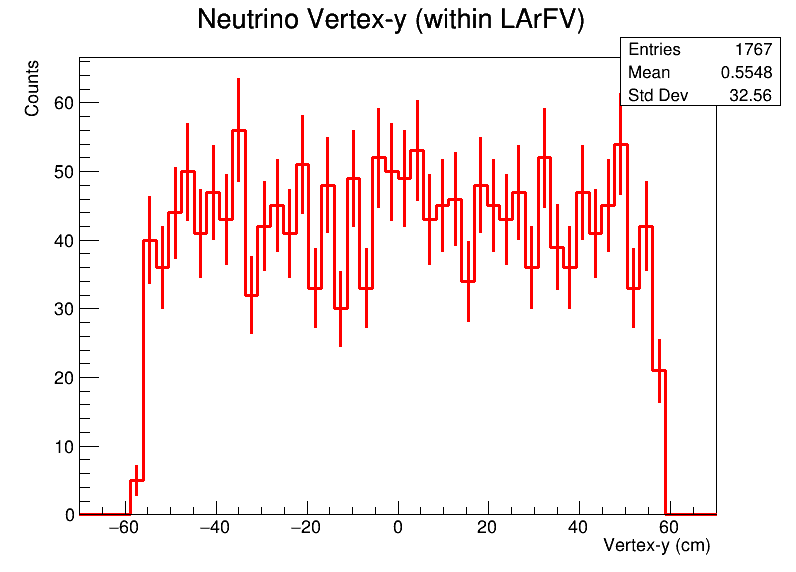 Neutrino Vertex-y (within LArFV)
Entries 1767
Mean 0.5548
Std Dev 32.56
Counts
60
50
40
30
20
10
0
−60 −40 −20 0 20 40 60
Vertex-y (cm)